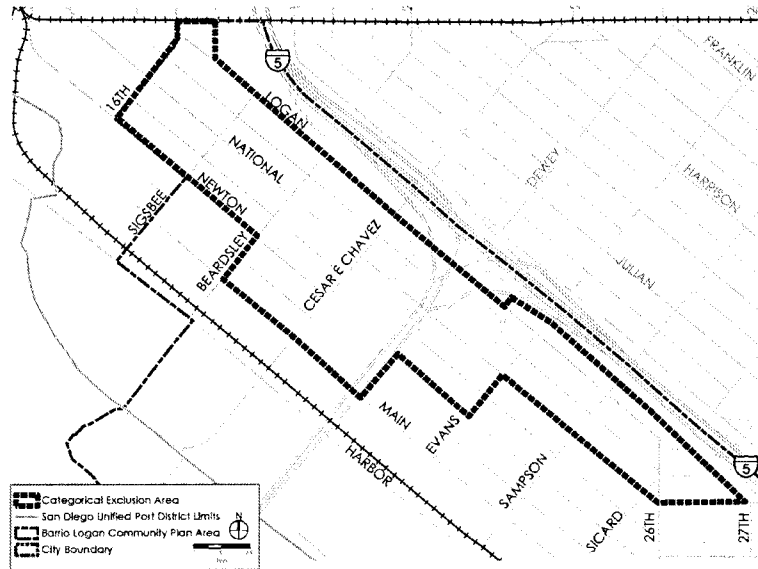 5
FRANKLIN
16TH
LOGAN
NATIONAL
DEWEY
HARRISON
SIGSBEE
NEWTON
BEARDSLEY
CESAR E CHAVEZ
JULIAN
MAIN
EVANS
HARBOR
SAMPSON
SICARD
26TH
27TH
5
Categorical Exclusion Area
San Diego Unified Port District Limits
N
Barrio Logan Community Plan Area
City Boundary